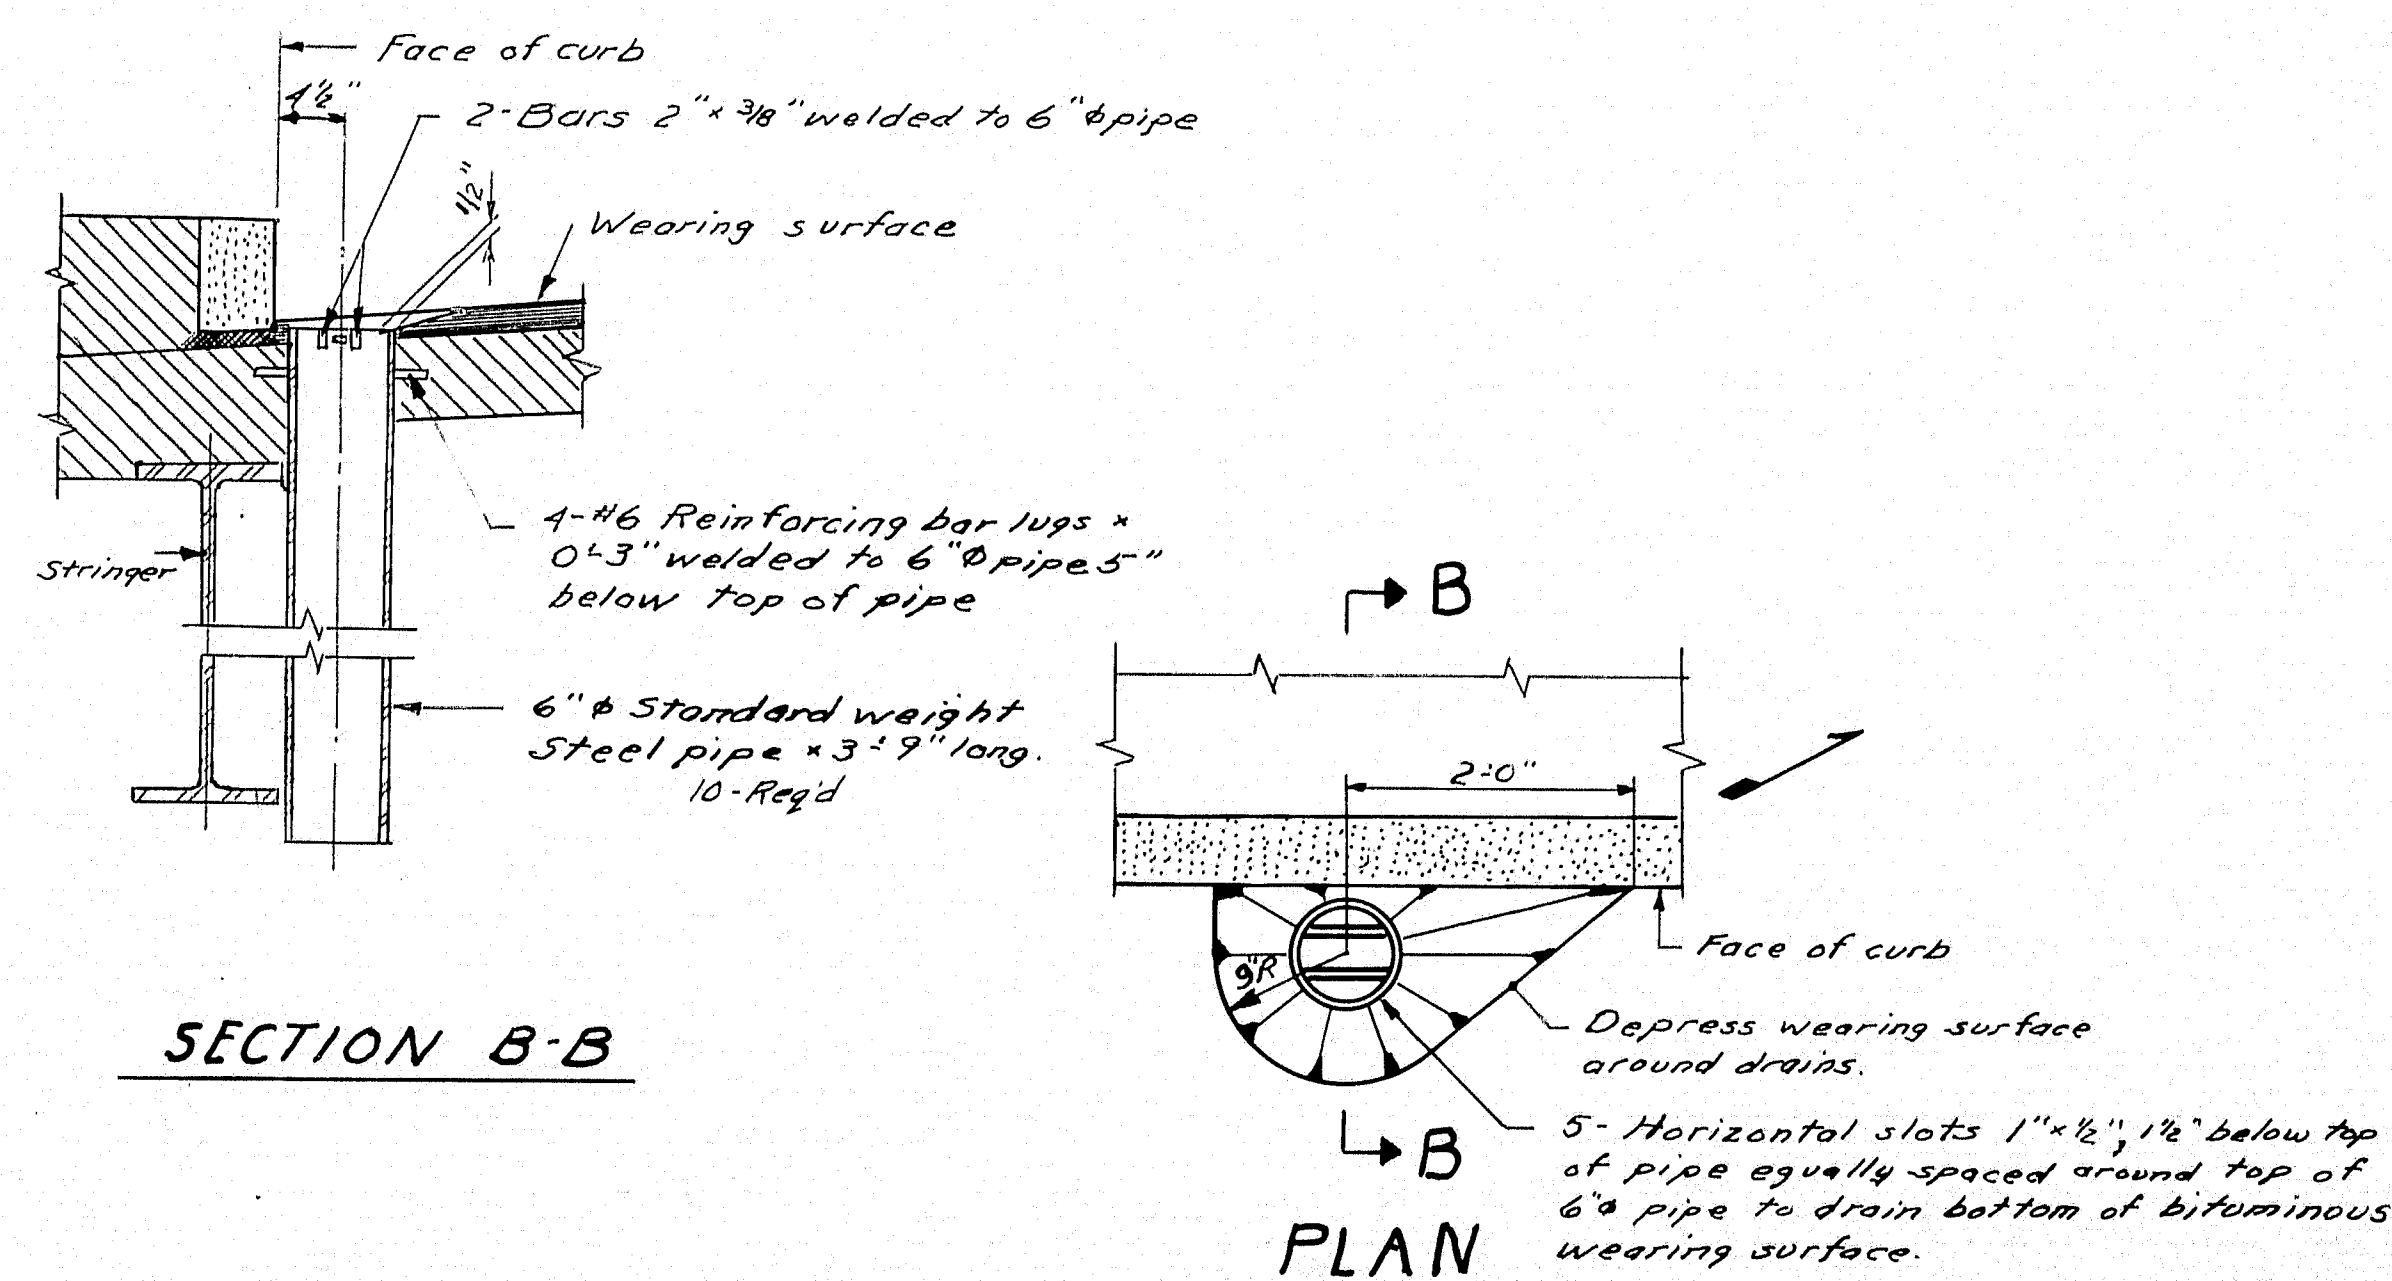 Face of curb
4½"
2-Bars 2"x 3/8" welded to 6"ϕ pipe
1/2"
Wearing surface
4-#6 Reinforcing bar lugs x
0'-3" welded to 6"ϕ pipe 5"
below top of pipe
Stringer
6"ϕ Standard weight
Steel pipe x 3'-9" long.
10-Req'd
SECTION B-B
B
2'-0"
9"R
Face of curb
Depress wearing surface
around drains.
5- Horizontal slots 1"x½", 1½" below top
of pipe equally spaced around top of
6"ϕ pipe to drain bottom of bituminous
wearing surface.
B
PLAN